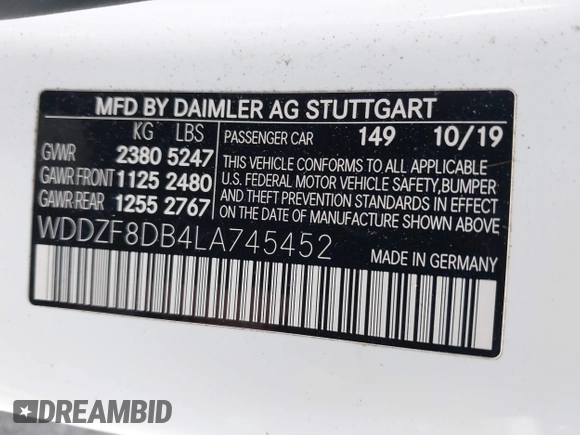 MFD BY DAIMLER AG STUTTGART
KG LBS
GVWR 2380 5247
GAWR FRONT 1125 2480
GAWR REAR 1255 2767
PASSENGER CAR 149 10/19
THIS VEHICLE CONFORMS TO ALL APPLICABLE
U.S. FEDERAL MOTOR VEHICLE SAFETY,BUMPER
AND THEFT PREVENTION STANDARDS IN EFFECT
ON THE DATE OF MANUFACTURE SHOWN ABOVE.
WDDZF8DB4LA745452
MADE IN GERMANY
DREAMBID